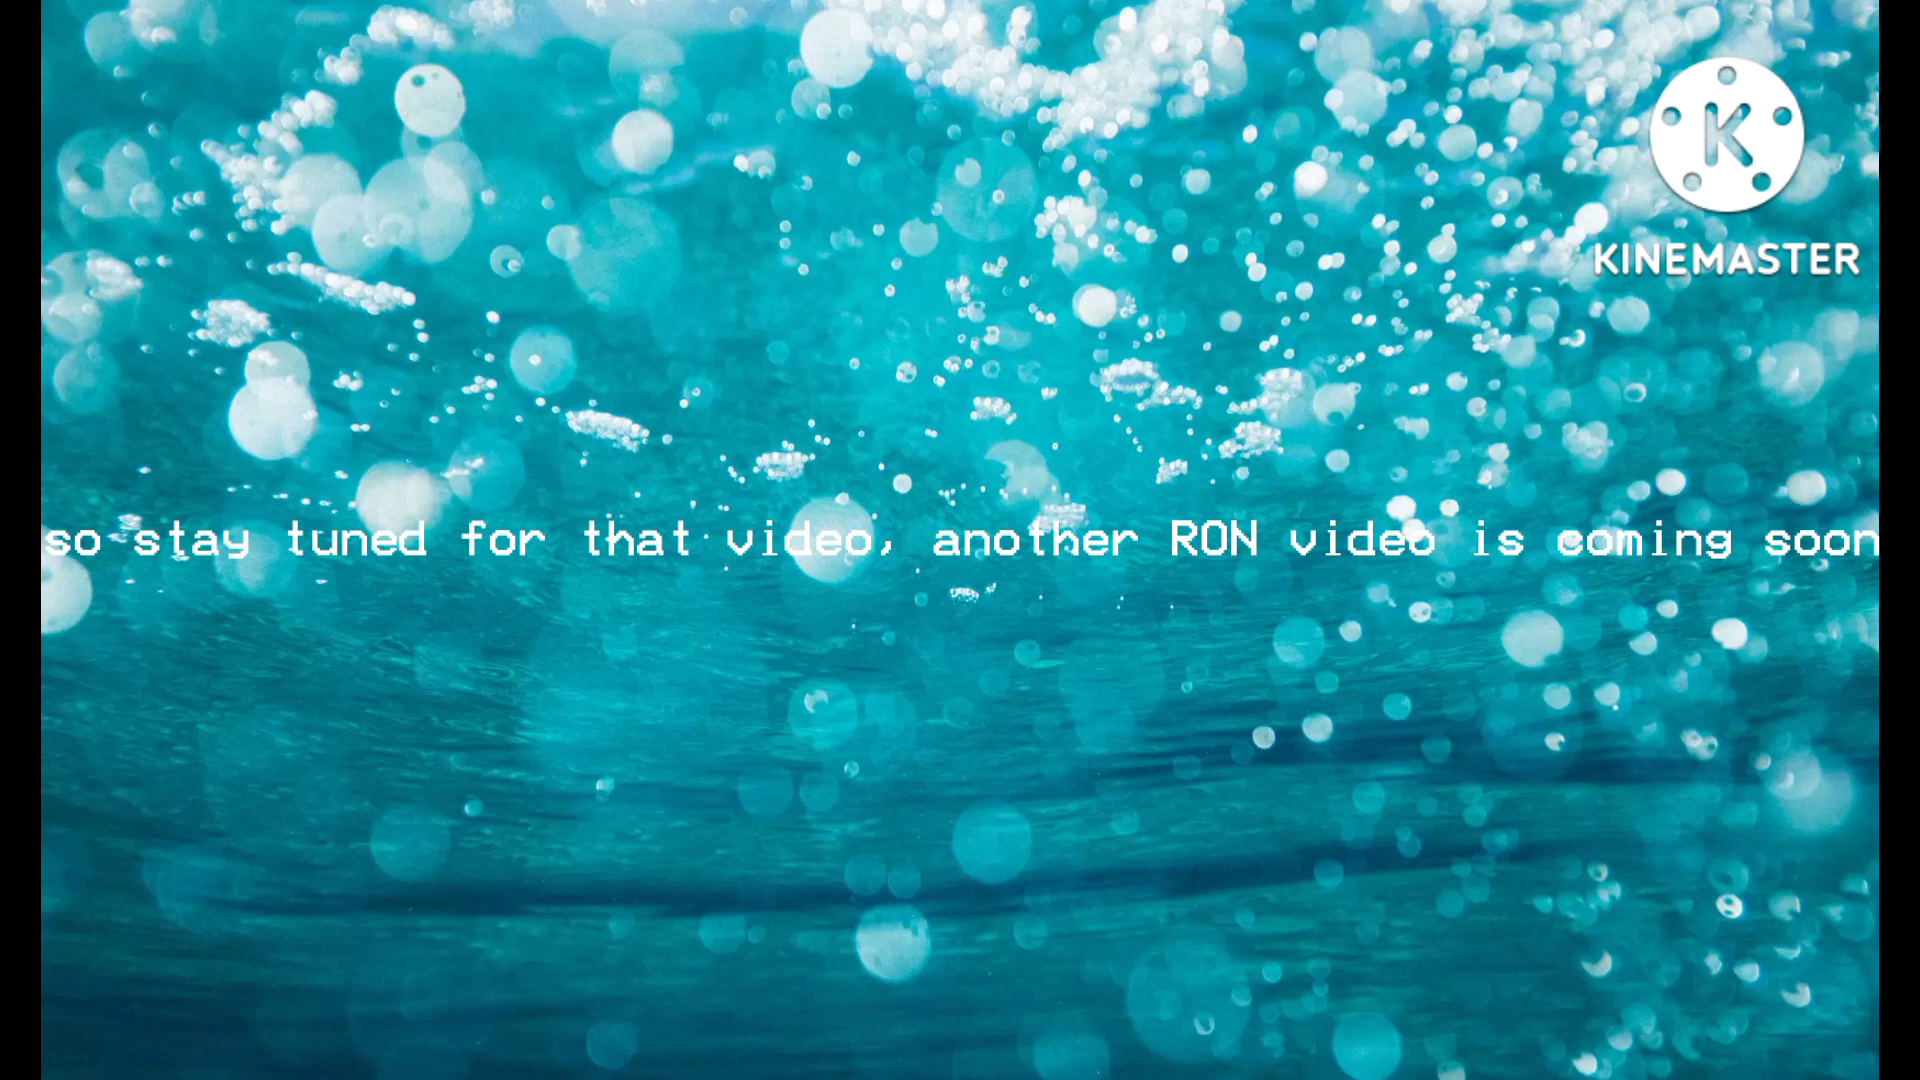 K
KINEMASTER
so stay tuned for that video, another RON video is coming soon